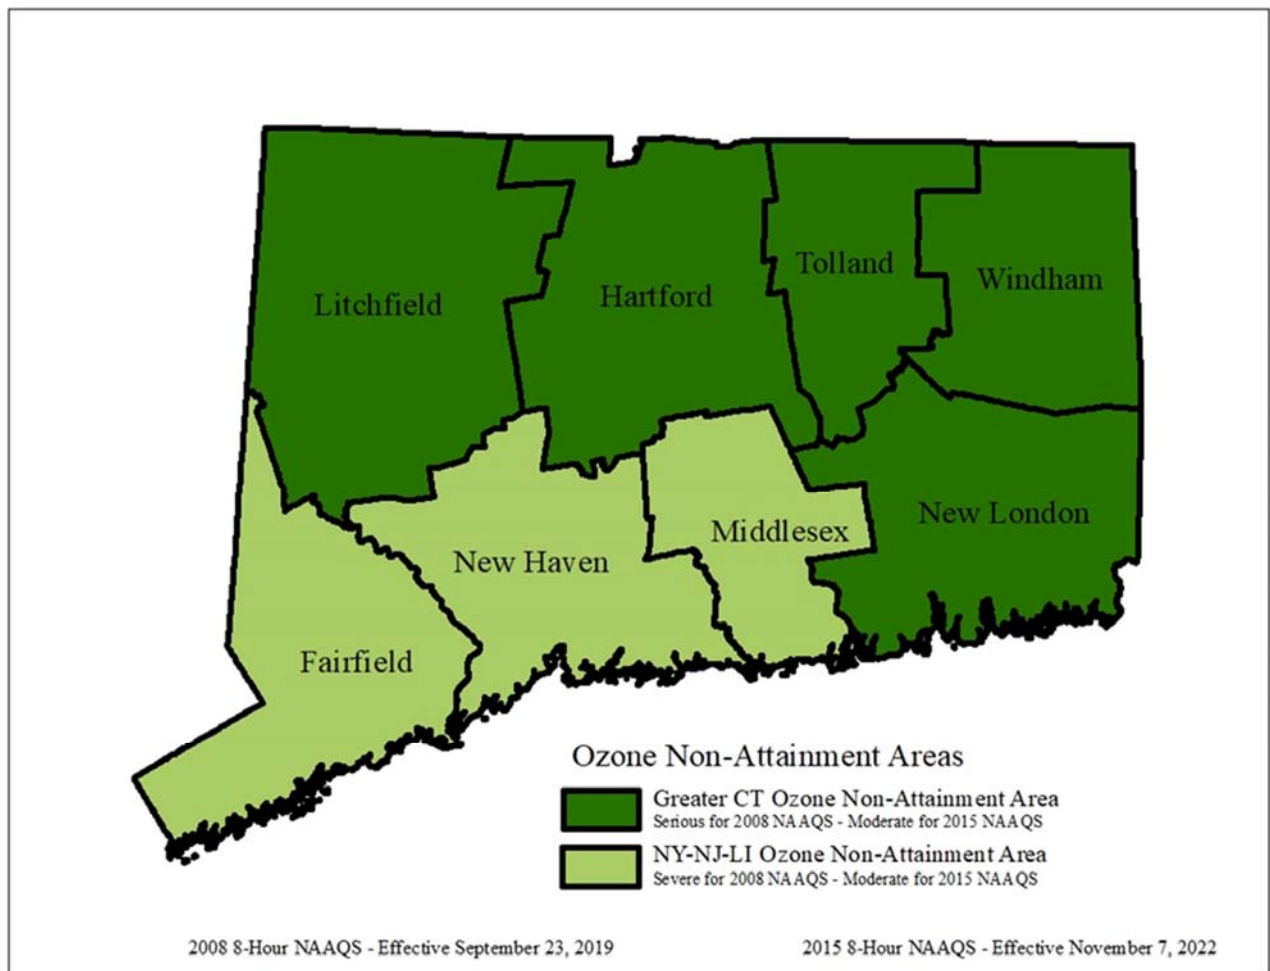 Tolland
Windham
Hartford
Litchfield
New London
Middlesex
New Haven
Fairfield
Ozone Non-Attainment Areas
Greater CT Ozone Non-Attainment Area
Serious for 2008 NAAQS - Moderate for 2015 NAAQS
NY-NJ-LI Ozone Non-Attainment Area
Severe for 2008 NAAQS - Moderate for 2015 NAAQS
2008 8-Hour NAAQS - Effective September 23, 2019
2015 8-Hour NAAQS - Effective November 7, 2022